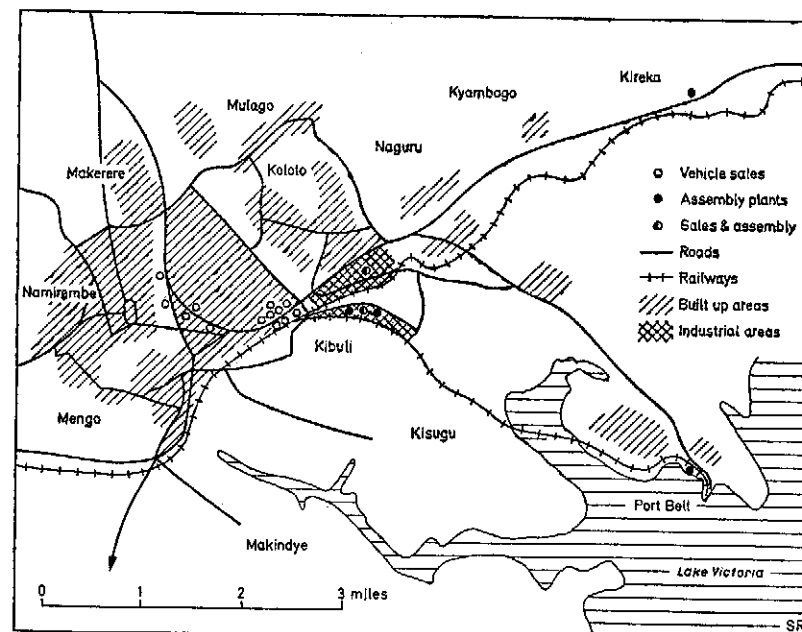 Kireka
Kyambogo
Mulago
Naguru
Kololo
Makerere
Vehicle sales
Assembly plants
Sales & assembly
Roads
Railways
Built up areas
Industrial areas
Namirembe
Kibuli
Mengo
Kisugu
Port Bell
Makindye
Lake Victoria
0 1 2 3 miles
SR